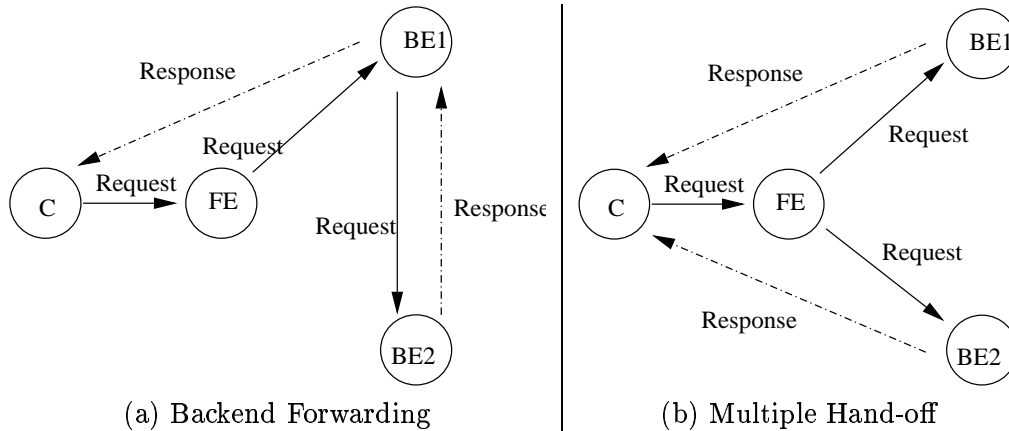 BE1
Response
Request
Request
C
FE
Request
Response
BE2
(a) Backend Forwarding
BE1
Response
Request
Request
C
FE
Request
Response
BE2
(b) Multiple Hand-off